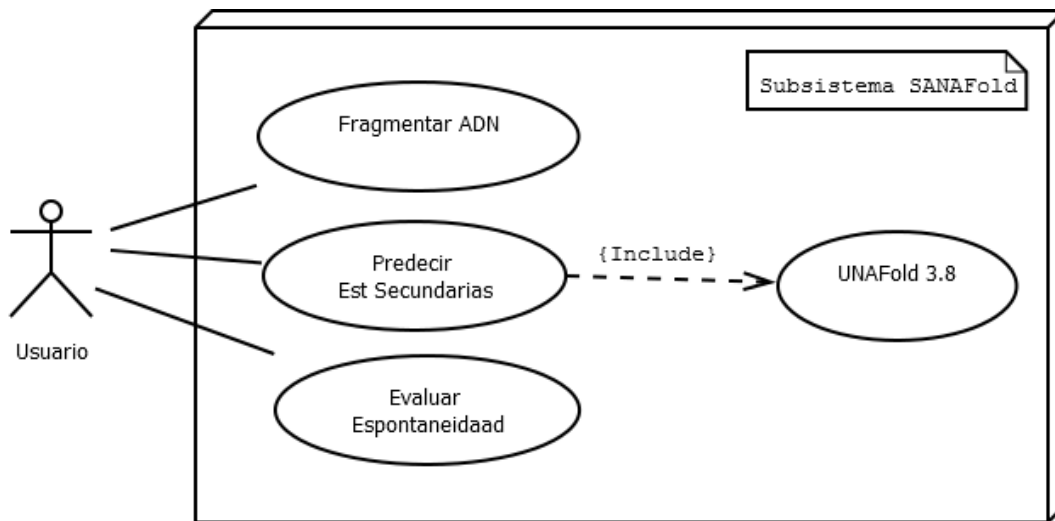 Subsistema SANAFold
Fragmentar ADN
Predecir
Est Secundarias
{Include}
UNAFold 3.8
Usuario
Evaluar
Espontaneidaad